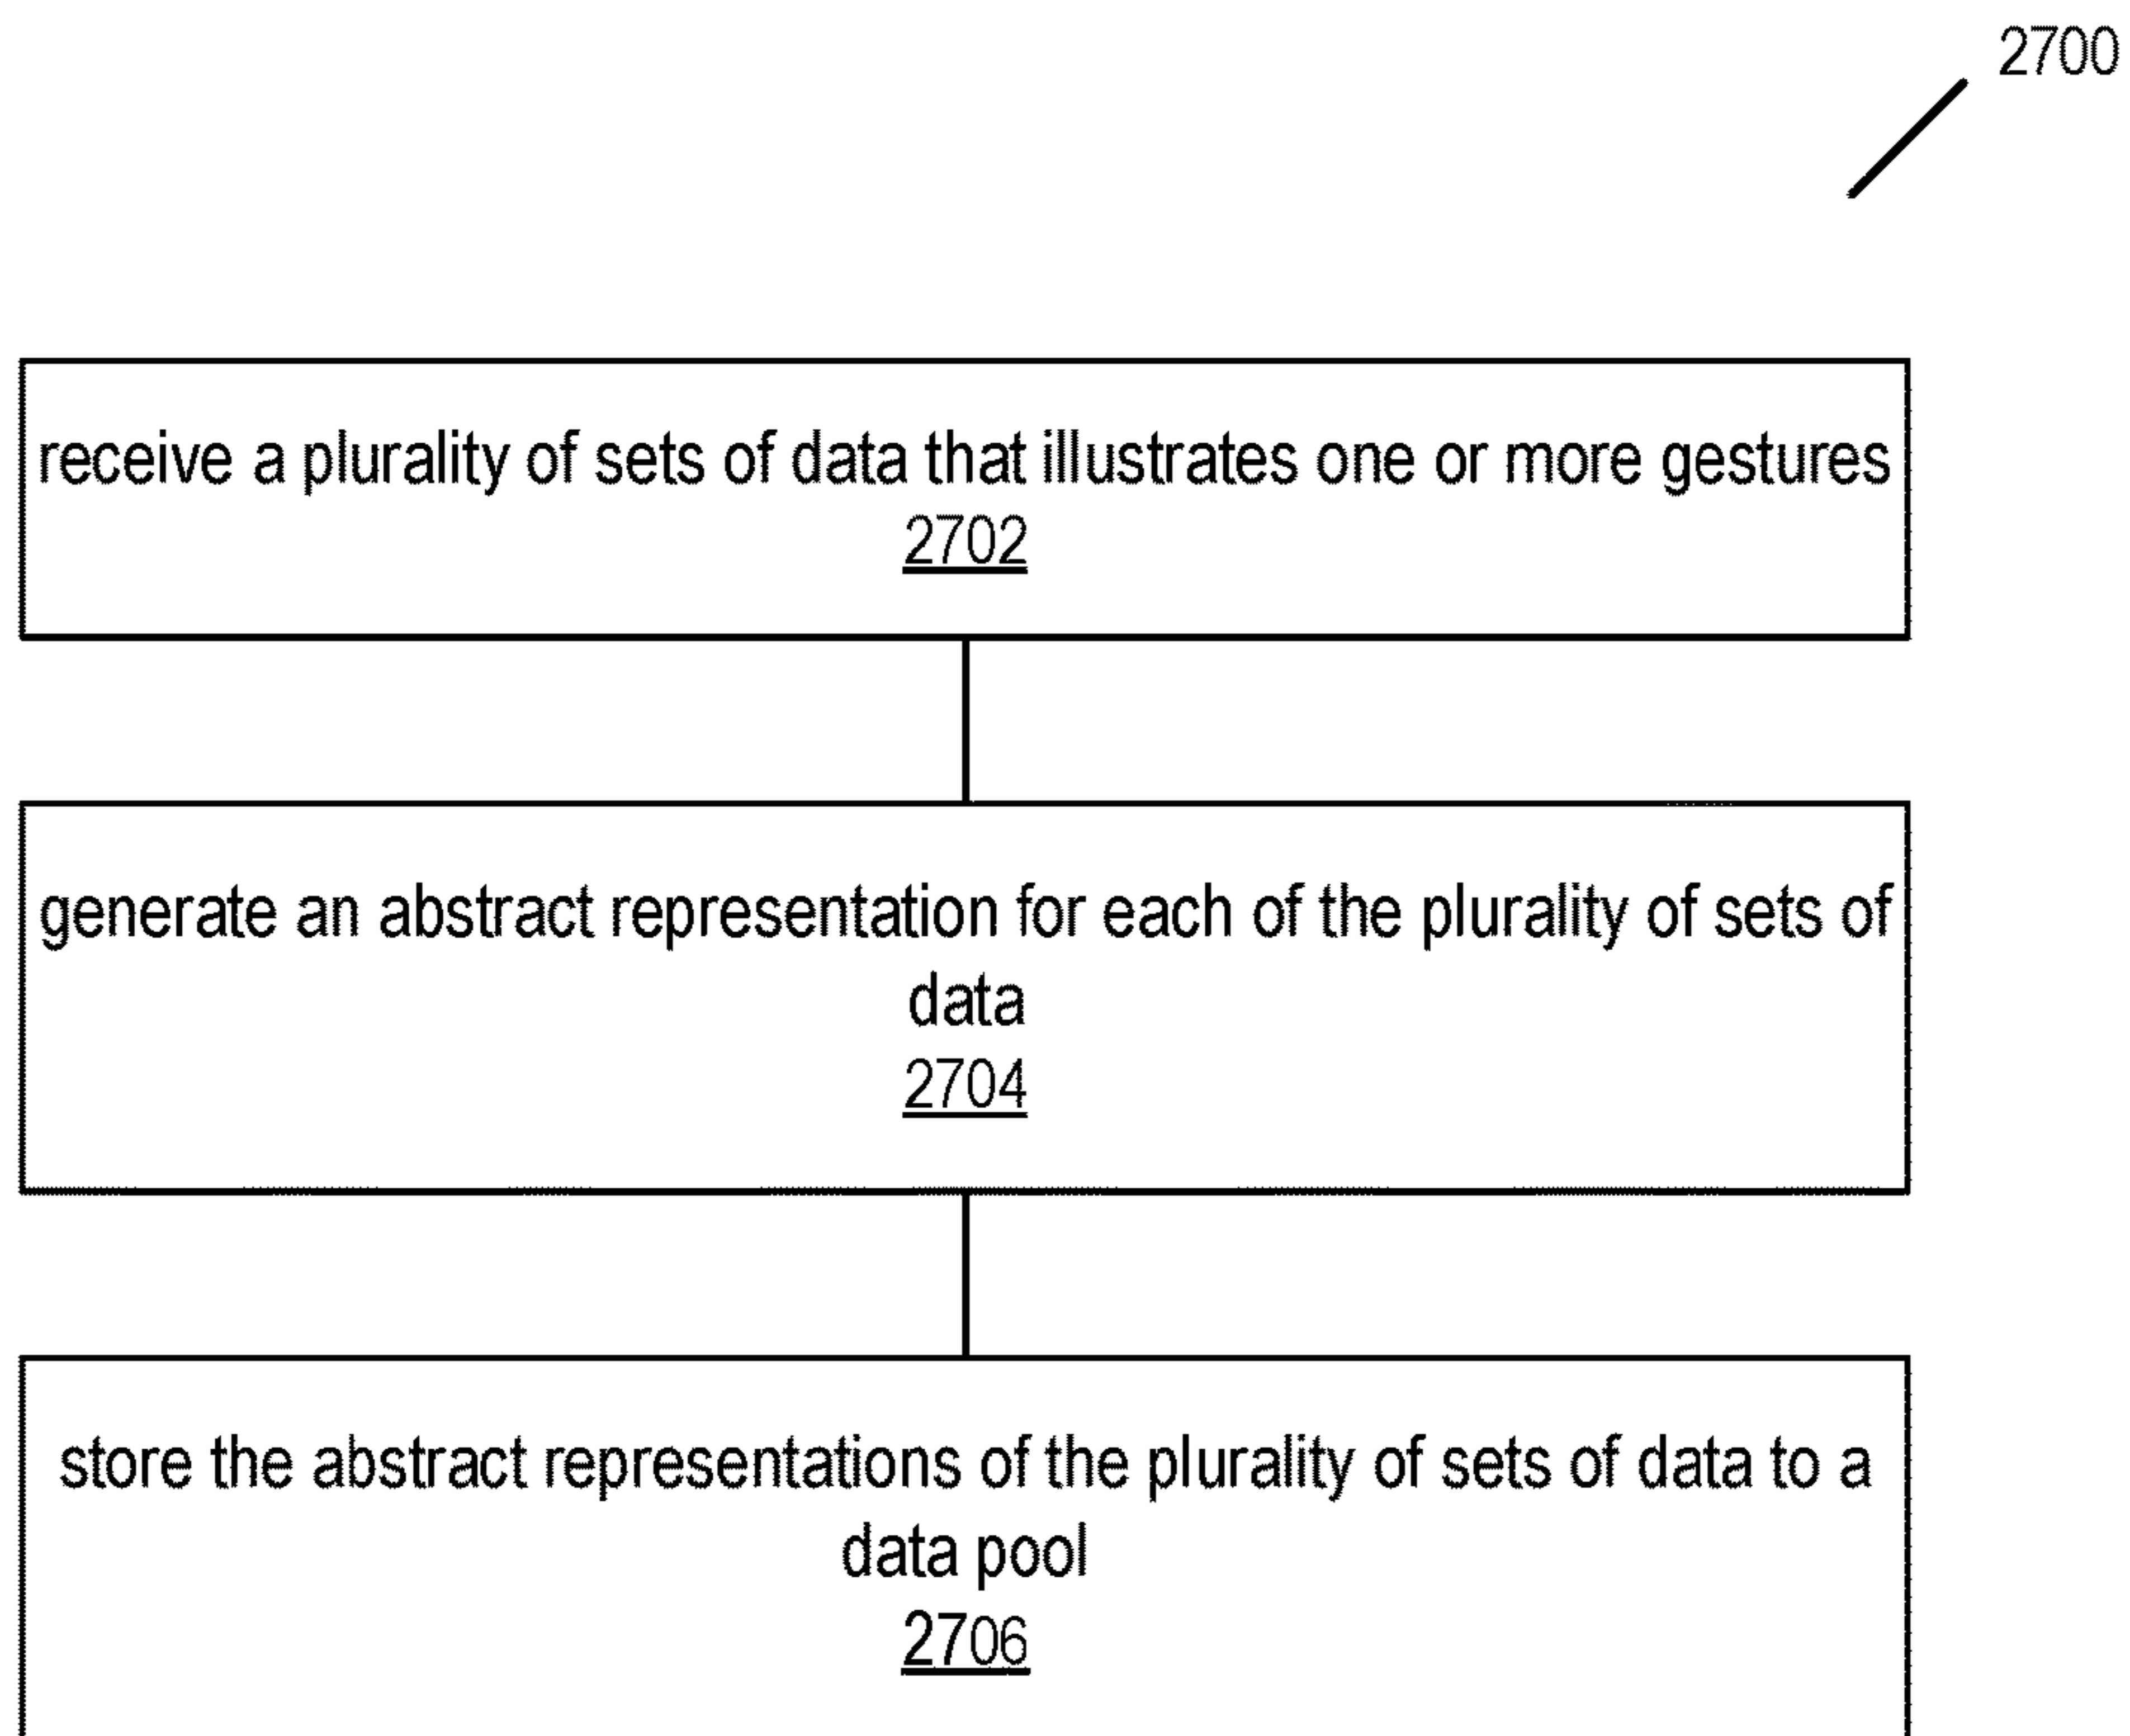 2700
receive a plurality of sets of data that illustrates one or more gestures
2702
generate an abstract representation for each of the plurality of sets of
data
2704
store the abstract representations of the plurality of sets of data to a
data pool
2706